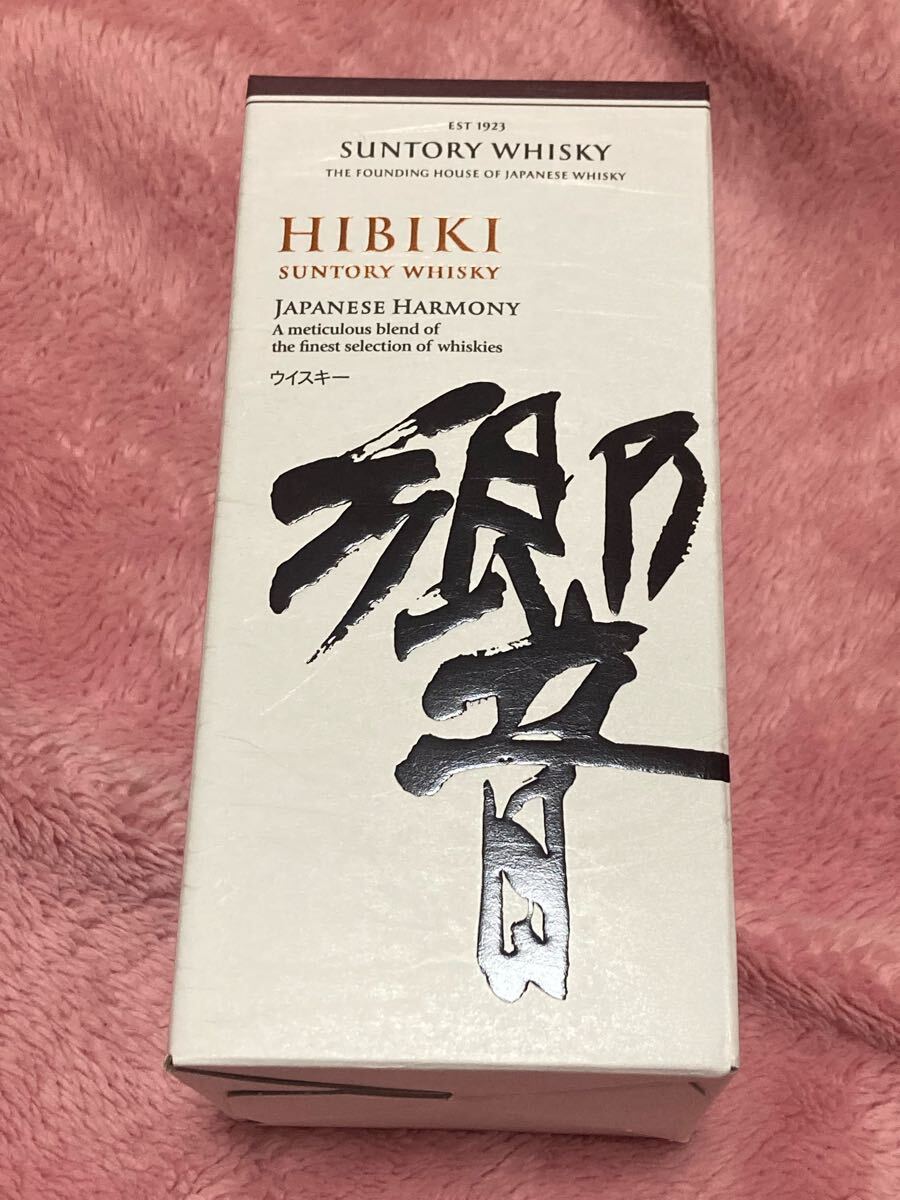 EST 1923
SUNTORY WHISKY
THE FOUNDING HOUSE OF JAPANESE WHISKY
HIBIKI
SUNTORY WHISKY
JAPANESE HARMONY
A meticulous blend of
the finest selection of whiskies
ウイスキー
響